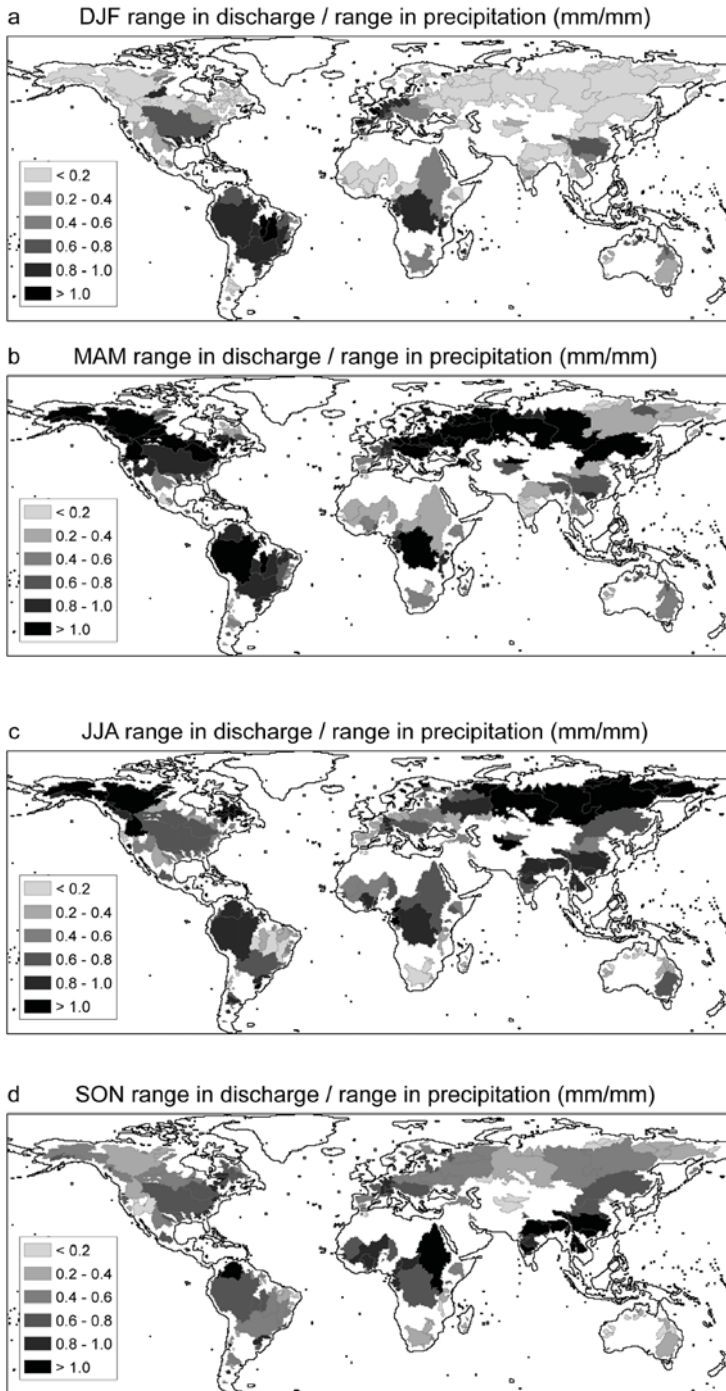 a DJF range in discharge / range in precipitation (mm/mm)
< 0.2
0.2 - 0.4
0.4 - 0.6
0.6 - 0.8
0.8 - 1.0
> 1.0
b MAM range in discharge / range in precipitation (mm/mm)
< 0.2
0.2 - 0.4
0.4 - 0.6
0.6 - 0.8
0.8 - 1.0
> 1.0
c JJA range in discharge / range in precipitation (mm/mm)
< 0.2
0.2 - 0.4
0.4 - 0.6
0.6 - 0.8
0.8 - 1.0
> 1.0
d SON range in discharge / range in precipitation (mm/mm)
< 0.2
0.2 - 0.4
0.4 - 0.6
0.6 - 0.8
0.8 - 1.0
> 1.0